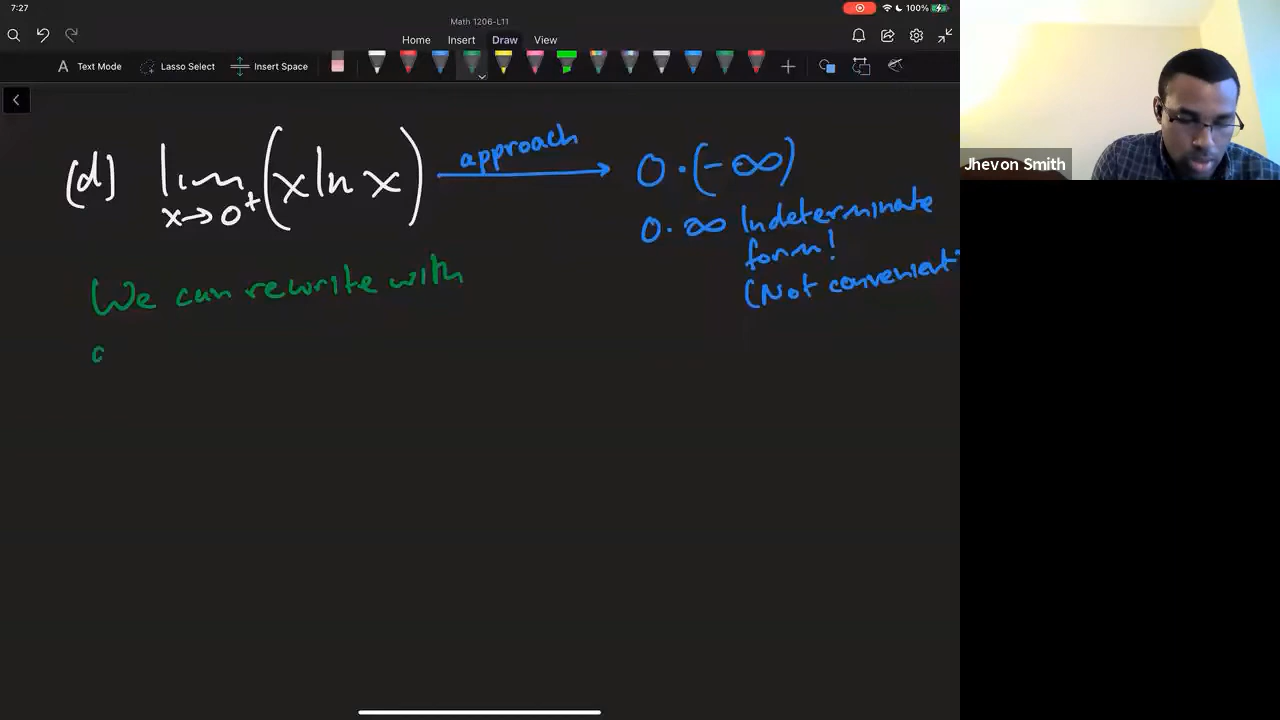 7:27
100%
Math 1206-L11
Home Insert Draw View
Text Mode Lasso Select Insert Space
(d) lim x→0⁺ (x ln x) approach 0·(-∞)
0·∞ Indeterminate
form!
(Not convenient
We can rewrite with
a
Jhevon Smith